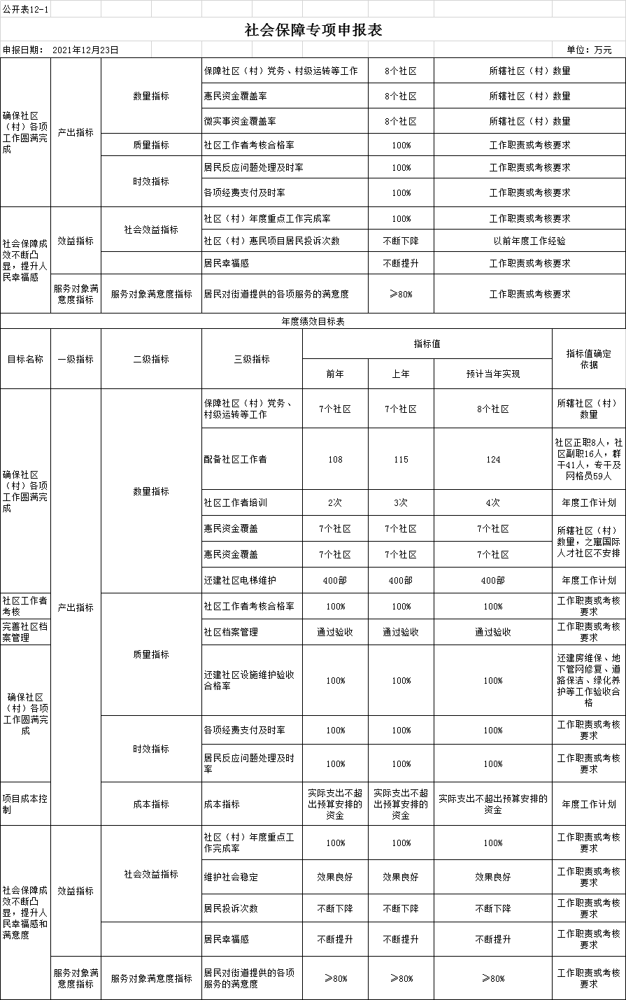 公开表12-1
社会保障专项申报表
申报日期： 2021年12月23日 单位：万元
确保社区（村）各项工作圆满完成 产出指标 数量指标 保障社区（村）党务、村级运转等工作 8个社区 所辖社区（村）数量
惠民资金覆盖率 8个社区 所辖社区（村）数量
微实事资金覆盖率 8个社区 所辖社区（村）数量
质量指标 社区工作者考核合格率 100% 工作职责或考核要求
时效指标 居民反应问题处理及时率 100% 工作职责或考核要求
各项经费支付及时率 100% 工作职责或考核要求
社会保障成效不断凸显，提升人民幸福感 效益指标 社会效益指标 社区（村）年度重点工作完成率 100% 工作职责或考核要求
社区（村）惠民项目居民投诉次数 不断下降 以前年度工作经验
居民幸福感 不断提升 工作职责或考核要求
服务对象满意度指标 服务对象满意度指标 居民对街道提供的各项服务的满意度 ≥80% 工作职责或考核要求
年度绩效目标表
目标名称 一级指标 二级指标 三级指标 指标值 指标值确定依据
前年 上年 预计当年实现
确保社区（村）各项工作圆满完成 产出指标 数量指标 保障社区（村）党务、村级运转等工作 7个社区 7个社区 8个社区 所辖社区（村）数量
配备社区工作者 108 115 124 社区正职8人，社区副职16人，群干41人，专干及网格员59人
社区工作者培训 2次 3次 4次 年度工作计划
惠民资金覆盖 7个社区 7个社区 7个社区 所辖社区（村）数量，之寓国际人才社区不安排
惠民资金覆盖 7个社区 7个社区 7个社区
还建社区电梯维护 400部 400部 400部 年度工作计划
社区工作者考核 质量指标 社区工作者考核合格率 100% 100% 100% 工作职责或考核要求
完善社区档案管理 社区档案管理 通过验收 通过验收 通过验收 工作职责或考核要求
确保社区（村）各项工作圆满完成 还建社区设施维护验收合格率 100% 100% 100% 还建房维保、地下管网修复、道路保洁、绿化养护等工作验收合格
时效指标 各项经费支付及时率 100% 100% 100% 工作职责或考核要求
居民反应问题处理及时率 100% 100% 100% 工作职责或考核要求
项目成本控制 成本指标 成本指标 实际支出不超出预算安排的资金 实际支出不超出预算安排的资金 实际支出不超出预算安排的资金 年度工作计划
社会保障成效不断凸显，提升人民幸福感和满意度 效益指标 社会效益指标 社区（村）年度重点工作完成率 100% 100% 100% 工作职责或考核要求
维护社会稳定 效果良好 效果良好 效果良好 工作职责或考核要求
居民投诉次数 不断下降 不断下降 不断下降 工作职责或考核要求
居民幸福感 不断提升 不断提升 不断提升 工作职责或考核要求
服务对象满意度指标 服务对象满意度指标 居民对街道提供的各项服务的满意度 ≥80% ≥80% ≥80% 工作职责或考核要求